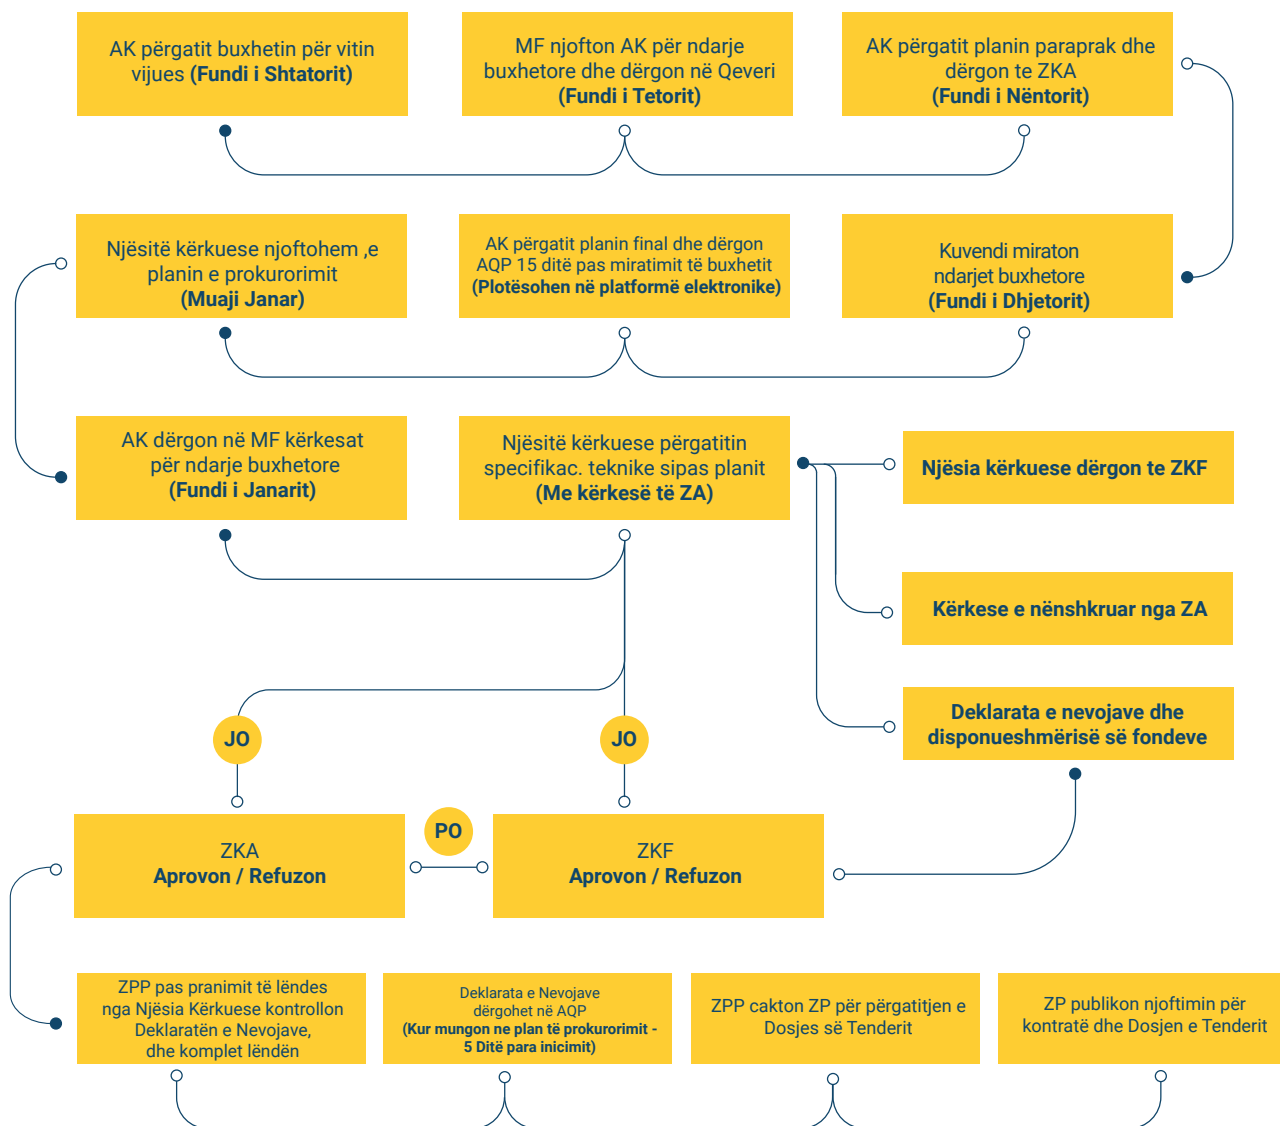 AK përgatit buxhetin për vitin
vijues (Fundi i Shtatorit)
MF njofton AK për ndarje
buxhetore dhe dërgon në Qeveri
(Fundi i Tetorit)
AK përgatit planin paraprak dhe
dërgon te ZKA
(Fundi i Nëntorit)
Njësitë kërkuese njoftohem ,e
planin e prokurorimit
(Muaji Janar)
AK përgatit planin final dhe dërgon
AQP 15 ditë pas miratimit të buxhetit
(Plotësohen në platformë elektronike)
Kuvendi miraton
ndarjet buxhetore
(Fundi i Dhjetorit)
AK dërgon në MF kërkesat
për ndarje buxhetore
(Fundi i Janarit)
Njësitë kërkuese përgatitin
specifikac. teknike sipas planit
(Me kërkesë të ZA)
Njësia kërkuese dërgon te ZKF
Kërkese e nënshkruar nga ZA
Deklarata e nevojave dhe
disponueshmërisë së fondeve
JO
JO
ZKA
Aprovon / Refuzon
PO
ZKF
Aprovon / Refuzon
ZPP pas pranimit të lëndes
nga Njësia Kërkuese kontrollon
Deklaratën e Nevojave,
dhe komplet lëndën
Deklarata e Nevojave
dërgohet në AQP
(Kur mungon ne plan të prokurorimit -
5 Ditë para inicimit)
ZPP cakton ZP për përgatitjen e
Dosjes së Tenderit
ZP publikon njoftimin për
kontratë dhe Dosjen e Tenderit